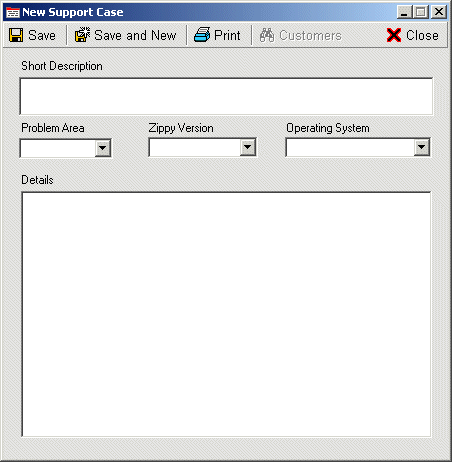 New Support Case
Save Save and New Print Customers Close
Short Description
Problem Area Zippy Version Operating System
Details